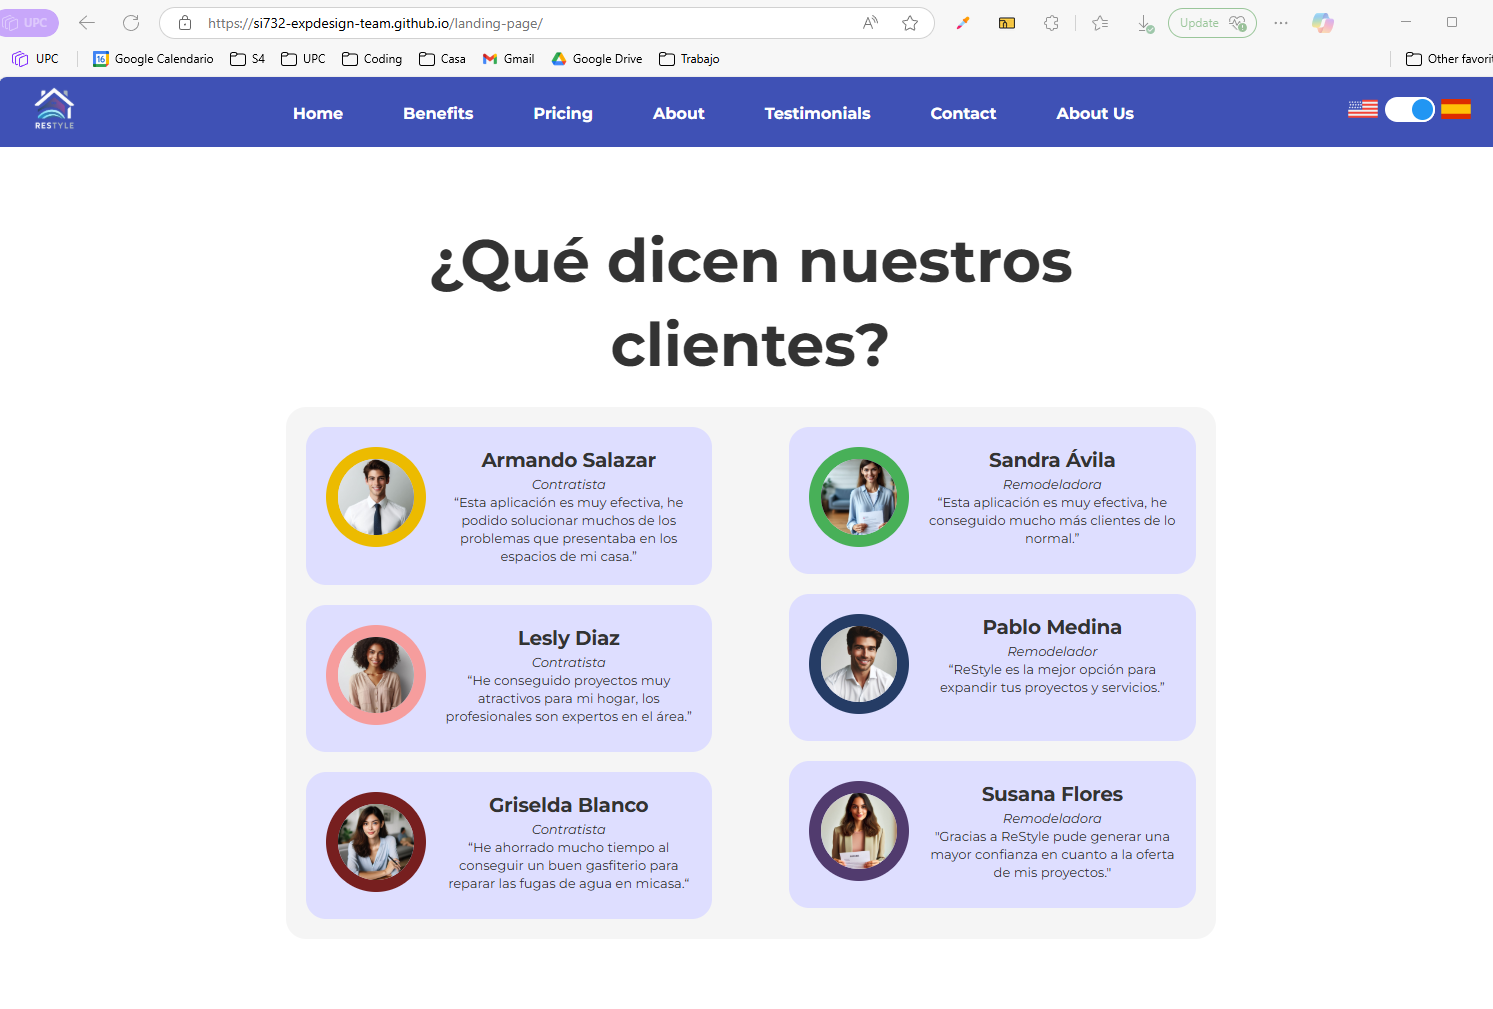 UPC
https://si732-expdesign-team.github.io/landing-page/
Update
UPC
Google Calendario
S4
UPC
Coding
Casa
Gmail
Google Drive
Trabajo
Other favorit
RESTYLE
Home
Benefits
Pricing
About
Testimonials
Contact
About Us
¿Qué dicen nuestros
clientes?
Armando Salazar
Contratista
“Esta aplicación es muy efectiva, he
podido solucionar muchos de los
problemas que presentaba en los
espacios de mi casa.”
Lesly Diaz
Contratista
“He conseguido proyectos muy
atractivos para mi hogar, los
profesionales son expertos en el área.”
Griselda Blanco
Contratista
“He ahorrado mucho tiempo al
conseguir un buen gasfiterio para
reparar las fugas de agua en micasa.“
Sandra Ávila
Remodeladora
“Esta aplicación es muy efectiva, he
conseguido mucho más clientes de lo
normal.”
Pablo Medina
Remodelador
“ReStyle es la mejor opción para
expandir tus proyectos y servicios.”
Susana Flores
Remodeladora
"Gracias a ReStyle pude generar una
mayor confianza en cuanto a la oferta
de mis proyectos."